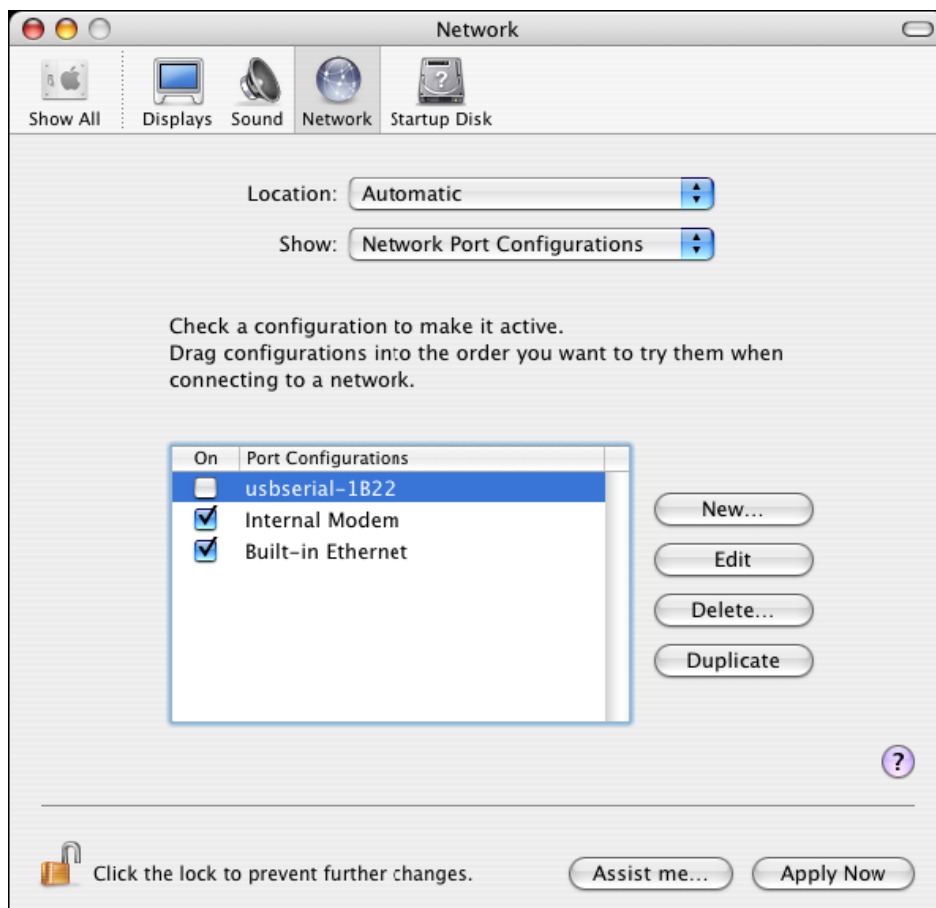 Network
Show All
Displays
Sound
Network
Startup Disk
Location: Automatic
Show: Network Port Configurations
Check a configuration to make it active.
Drag configurations into the order you want to try them when
connecting to a network.
On Port Configurations
usbserial-1B22
Internal Modem
Built-in Ethernet
New...
Edit
Delete...
Duplicate
?
Click the lock to prevent further changes.
Assist me...
Apply Now